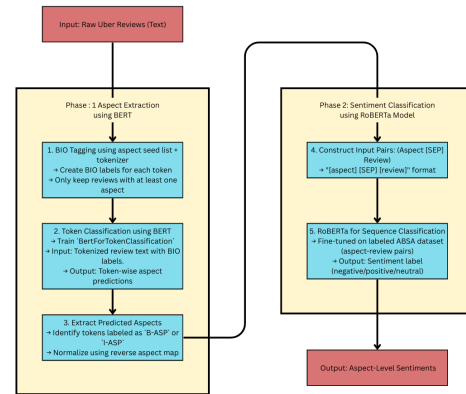 Input: Raw Uber Reviews (Text)
Phase : 1 Aspect Extraction
using BERT
1. BIO Tagging using aspect seed list +
tokenizer
→ Create BIO labels for each token
→ Only keep reviews with at least one
aspect
2. Token Classification using BERT
→ Train `BertForTokenClassification`
→ Input: Tokenized review text with BIO
labels.
→ Output: Token-wise aspect
predictions
3. Extract Predicted Aspects
→ Identify tokens labeled as `B-ASP` or
`I-ASP`
→ Normalize using reverse aspect map
Phase 2: Sentiment Classification
using RoBERTa Model
4. Construct Input Pairs: (Aspect [SEP]
Review)
→ "[aspect] [SEP] [review]" format
5. RoBERTa for Sequence Classification
→ Fine-tuned on labeled ABSA dataset
(aspect-review pairs)
→ Output: Sentiment label
(negative/positive/neutral)
Output: Aspect-Level Sentiments